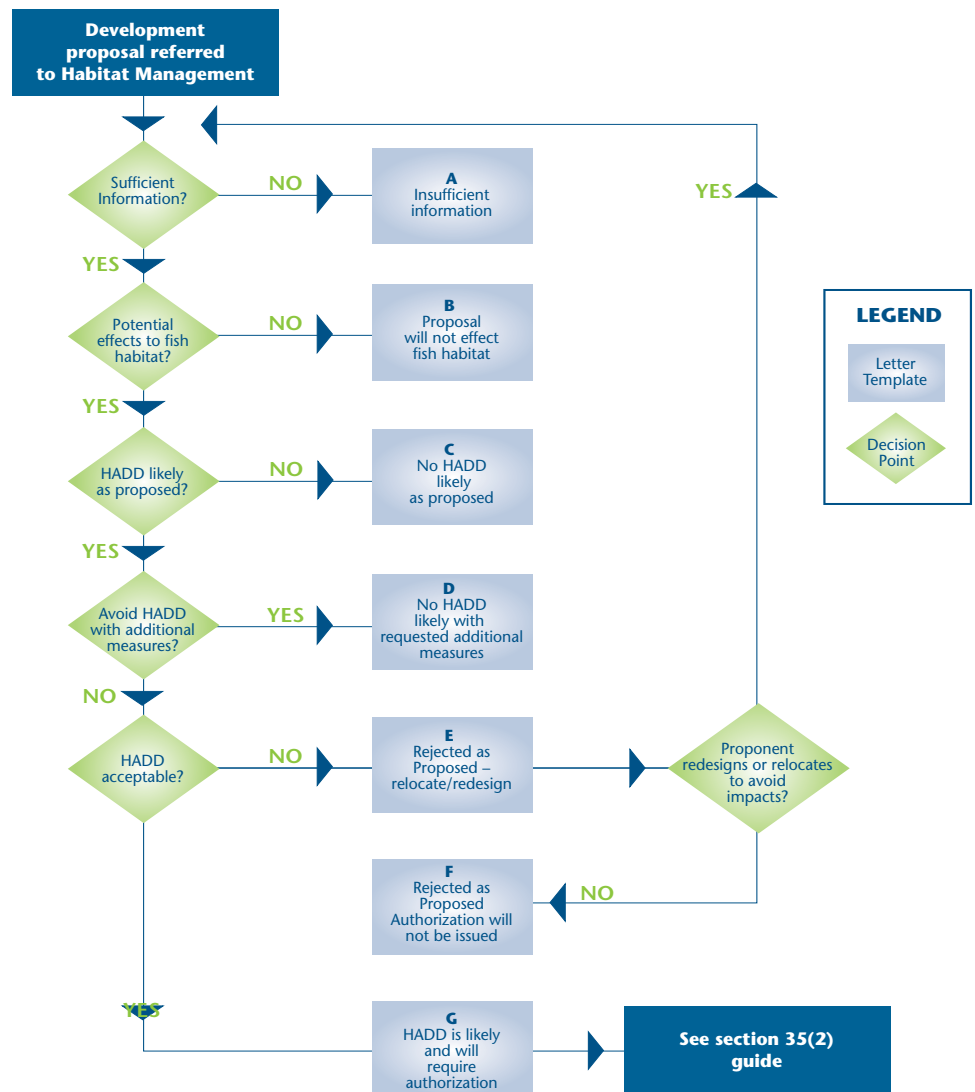 Development
proposal referred
to Habitat Management
Sufficient
Information?
NO
A
Insufficient
information
YES
YES
Potential
effects to fish
habitat?
NO
B
Proposal
will not effect
fish habitat
LEGEND
Letter
Template
Decision
Point
YES
HADD likely
as proposed?
NO
C
No HADD
likely
as proposed
YES
Avoid HADD
with additional
measures?
YES
D
No HADD
likely with
requested additional
measures
NO
HADD
acceptable?
NO
E
Rejected as
Proposed –
relocate/redesign
Proponent
redesigns or relocates
to avoid
impacts?
NO
F
Rejected as
Proposed
Authorization will
not be issued
YES
G
HADD is likely
and will
require
authorization
See section 35(2)
guide